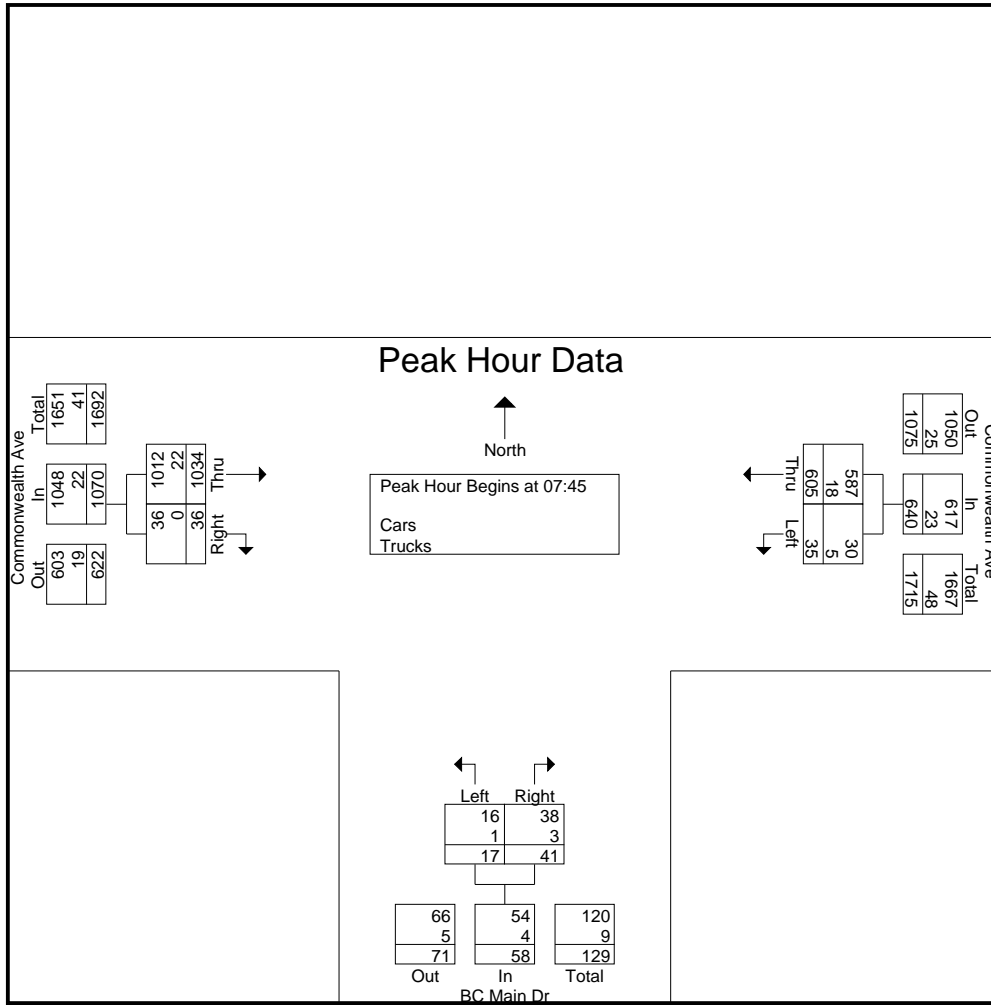 Peak Hour Data
North
Peak Hour Begins at 07:45
Cars
Trucks
Commonwealth Ave
Total
1651
41
1692
In
1048
22
1070
Out
603
19
622
Thru
1012
22
1034
Right
36
0
36
Commonwealth Ave
Out
1050
25
1075
In
617
23
640
Total
1667
48
1715
Thru
587
18
605
Left
30
5
35
Left Right
16 38
1 3
17 41
66 54 120
5 4 9
71 58 129
Out In Total
BC Main Dr